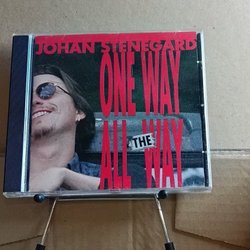 JOHAN STENEGARD
ONE WAY
ALL THE WAY